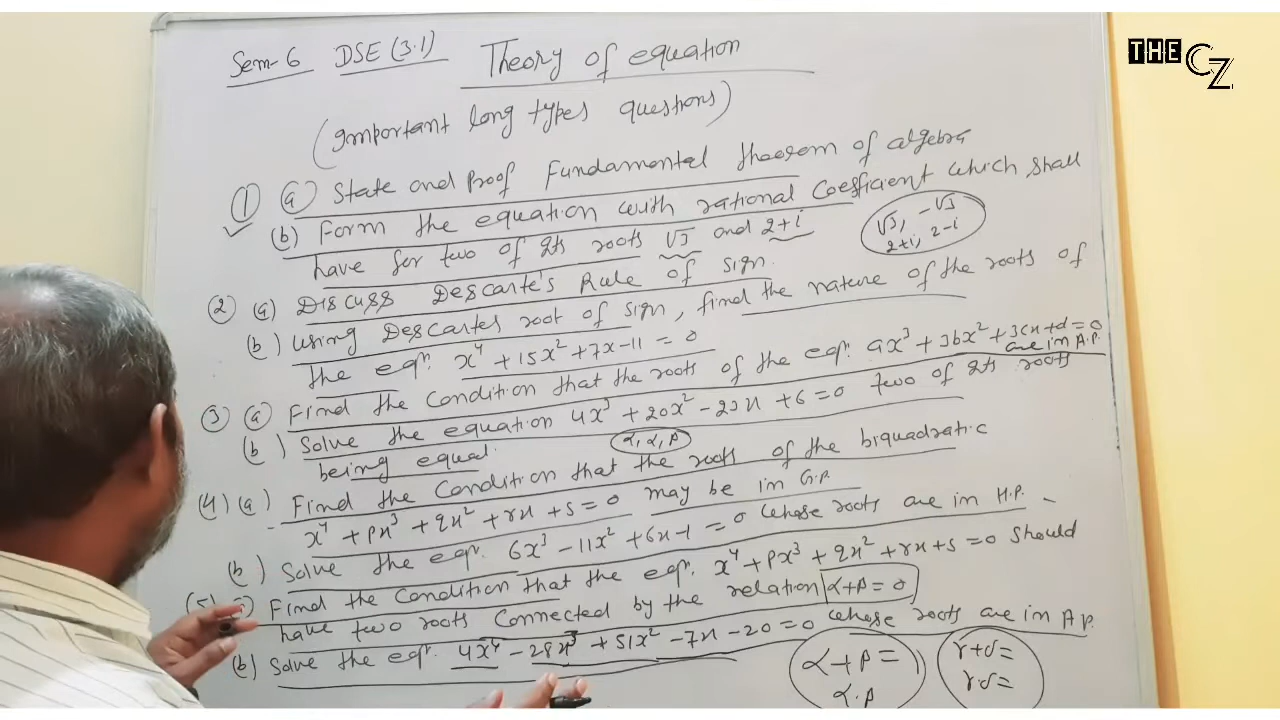 THE CZ
Sem-6 DSE (3.1) Theory of equation
(Important long types questions)
① (a) State and Proof Fundamental theorem of algebra
(b) Form the equation with rational Coefficient which shall
have for two of its roots √3 and 2+i
√3, -√3
2+i, 2-i
② (a) Discuss Descarte's Rule of sign.
(b) using Descartes root of sign, find the nature of the roots of
the eqn. x⁴ + 15x² + 7x - 11 = 0
③ (a) Find the Condition that the roots of the eqn. ax³ + 3bx² + 3cx + d = 0
are in A.P.
(b) Solve the equation 4x³ + 20x² - 23x + 6 = 0 two of its roots
being equal. α, α, β
(4) (a) Find the Condition that the roots of the biquadratic
x⁴ + px³ + qx² + rx + s = 0 may be in G.P.
(b) Solve the eqn. 6x³ - 11x² + 6x - 1 = 0 whose roots are in H.P.
(5) (a) Find the Condition that the eqn. x⁴ + px³ + qx² + rx + s = 0 should
have two roots Connected by the relation α+β = 0
(b) Solve the eqn. 4x⁴ - 28x³ + 51x² - 7x - 20 = 0 whose roots are in A.P.
α+β =
α.β
γ+δ=
γδ=